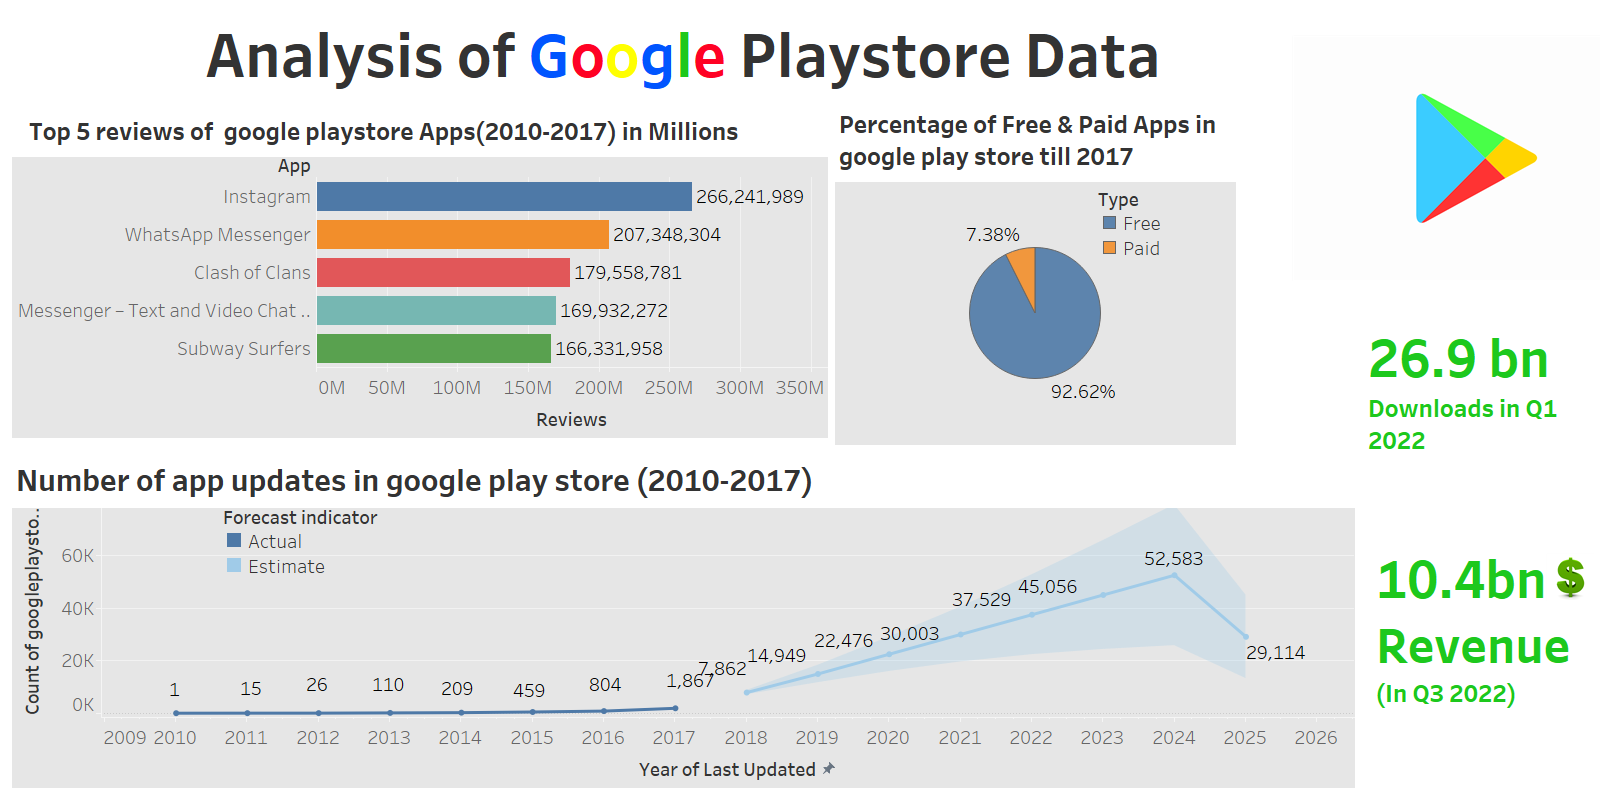 Analysis of Google Playstore Data
Top 5 reviews of  google playstore Apps(2010-2017) in Millions
App
Instagram
266,241,989
WhatsApp Messenger
207,348,304
Clash of Clans
179,558,781
Messenger – Text and Video Chat ..
169,932,272
Subway Surfers
166,331,958
0M 50M 100M 150M 200M 250M 300M 350M
Reviews
Percentage of Free & Paid Apps in
google play store till 2017
Type
Free
Paid
7.38%
92.62%
26.9 bn
Downloads in Q1
2022
Number of app updates in google play store (2010-2017)
Forecast indicator
Actual
Estimate
Count of googleplaysto..
60K
40K
20K
0K
1
15
26
110
209
459
804
1,867
7,862
14,949
22,476
30,003
37,529
45,056
52,583
29,114
2009 2010 2011 2012 2013 2014 2015 2016 2017 2018 2019 2020 2021 2022 2023 2024 2025 2026
Year of Last Updated
10.4bn $
Revenue
(In Q3 2022)